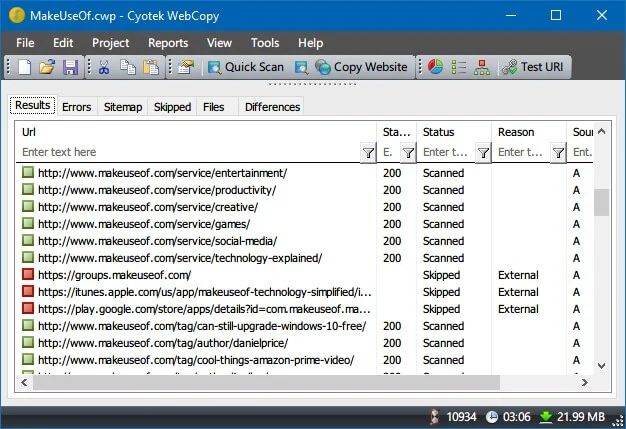 MakeUseOf.cwp - Cyotek WebCopy
File Edit Project Reports View Tools Help
Quick Scan Copy Website Test URI
Results Errors Sitemap Skipped Files Differences
Url Sta... Status Reason Sou
Enter text here E. Enter t... Enter t... Ent.
http://www.makeuseof.com/service/entertainment/ 200 Scanned A
http://www.makeuseof.com/service/productivity/ 200 Scanned A
http://www.makeuseof.com/service/creative/ 200 Scanned A
http://www.makeuseof.com/service/games/ 200 Scanned A
http://www.makeuseof.com/service/social-media/ 200 Scanned A
http://www.makeuseof.com/service/technology-explained/ 200 Scanned A
https://groups.makeuseof.com/ Skipped External A
https://itunes.apple.com/us/app/makeuseof-technology-simplified/i... Skipped External A
https://play.google.com/store/apps/details?id=com.makeuseof.ma... Skipped External A
http://www.makeuseof.com/tag/can-still-upgrade-windows-10-free/ 200 Scanned A
http://www.makeuseof.com/tag/author/danielprice/ 200 Scanned A
http://www.makeuseof.com/tag/cool-things-amazon-prime-video/ 200 Scanned A
10934 03:06 21.99 MB